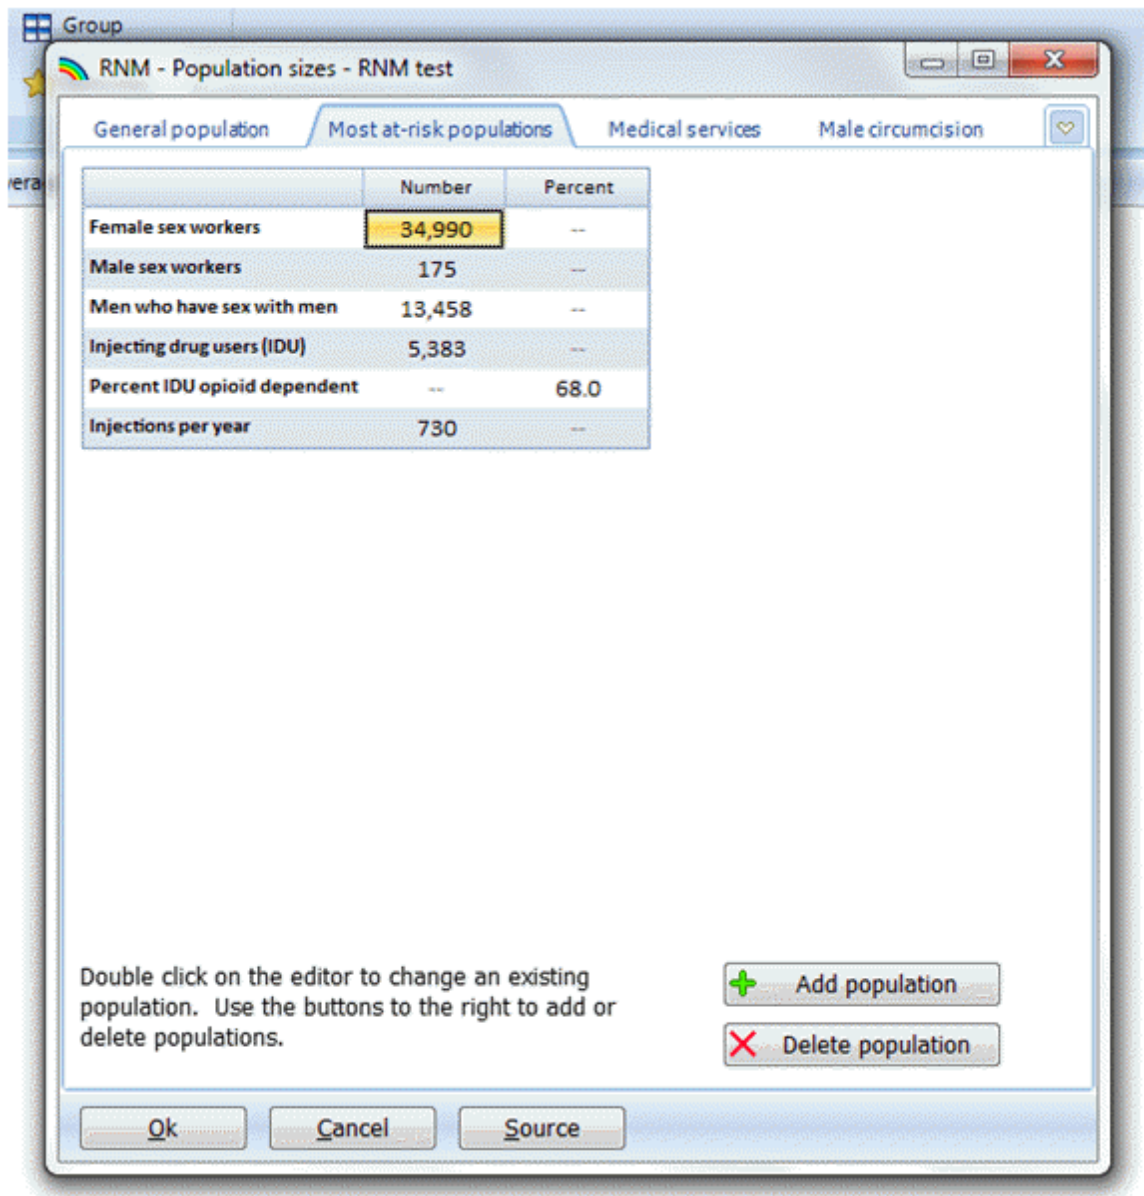 Group
RNM - Population sizes - RNM test
General population Most at-risk populations Medical services Male circumcision
Number Percent
Female sex workers 34,990 --
Male sex workers 175 --
Men who have sex with men 13,458 --
Injecting drug users (IDU) 5,383 --
Percent IDU opioid dependent -- 68.0
Injections per year 730 --
Double click on the editor to change an existing
population. Use the buttons to the right to add or
delete populations.
Add population
Delete population
Ok Cancel Source